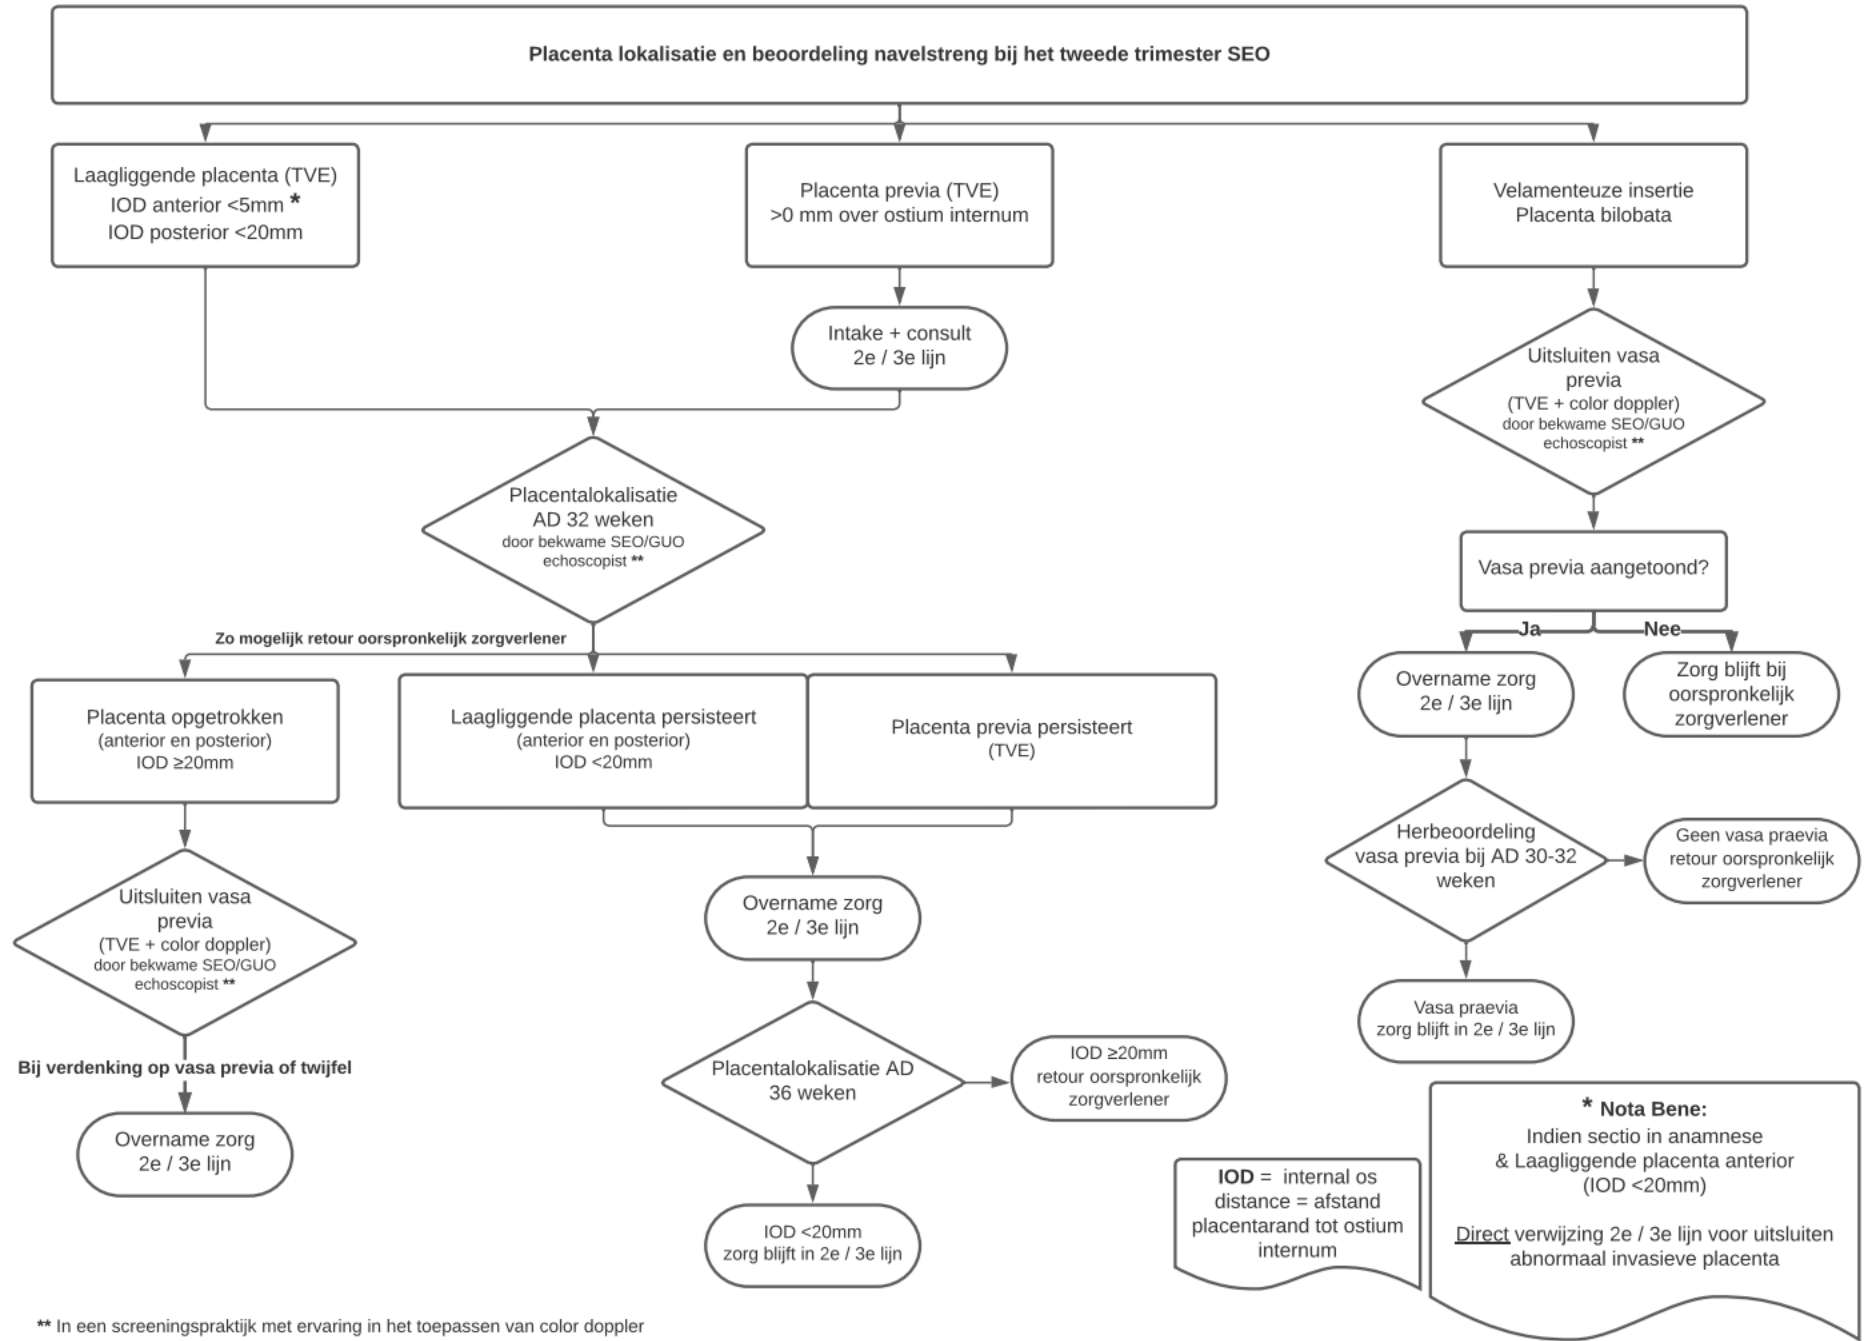 Placenta lokalisatie en beoordeling navelstreng bij het tweede trimester SEO
Laagliggende placenta (TVE)
IOD anterior <5mm *
IOD posterior <20mm
Placenta previa (TVE)
>0 mm over ostium internum
Velamenteuze insertie
Placenta bilobata
Intake + consult
2e / 3e lijn
Uitsluiten vasa
previa
(TVE + color doppler)
door bekwame SEO/GUO
echoscopist **
Placentalokalisatie
AD 32 weken
door bekwame SEO/GUO
echoscopist **
Vasa previa aangetoond?
Ja
Nee
Zo mogelijk retour oorspronkelijk zorgverlener
Overname zorg
2e / 3e lijn
Zorg blijft bij
oorspronkelijk
zorgverlener
Placenta opgetrokken
(anterior en posterior)
IOD ≥20mm
Laagliggende placenta persisteert
(anterior en posterior)
IOD <20mm
Placenta previa persisteert
(TVE)
Herbeoordeling
vasa previa bij AD 30-32
weken
Geen vasa praevia
retour oorspronkelijk
zorgverlener
Uitsluiten vasa
previa
(TVE + color doppler)
door bekwame SEO/GUO
echoscopist **
Overname zorg
2e / 3e lijn
Vasa praevia
zorg blijft in 2e / 3e lijn
Bij verdenking op vasa previa of twijfel
Placentalokalisatie AD
36 weken
IOD ≥20mm
retour oorspronkelijk
zorgverlener
Overname zorg
2e / 3e lijn
IOD <20mm
zorg blijft in 2e / 3e lijn
IOD = internal os
distance = afstand
placentarand tot ostium
internum
* Nota Bene:
Indien sectio in anamnese
& Laagliggende placenta anterior
(IOD <20mm)
Direct verwijzing 2e / 3e lijn voor uitsluiten
abnormaal invasieve placenta
** In een screeningspraktijk met ervaring in het toepassen van color doppler